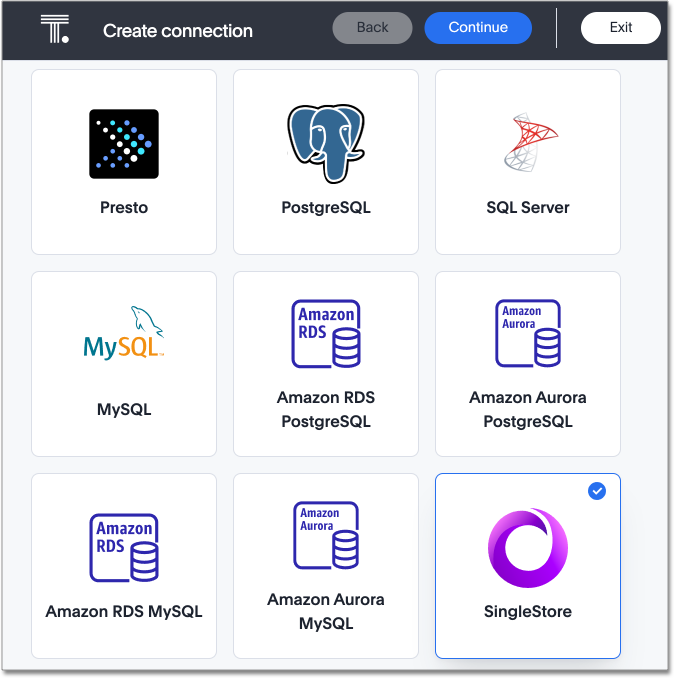 T.
Create connection
Back
Continue
Exit
Presto
PostgreSQL
SQL Server
MySQL™
MySQL
Amazon
RDS
Amazon RDS
PostgreSQL
Amazon
Aurora
Amazon Aurora
PostgreSQL
Amazon
RDS
Amazon RDS MySQL
Amazon
Aurora
Amazon Aurora
MySQL
SingleStore